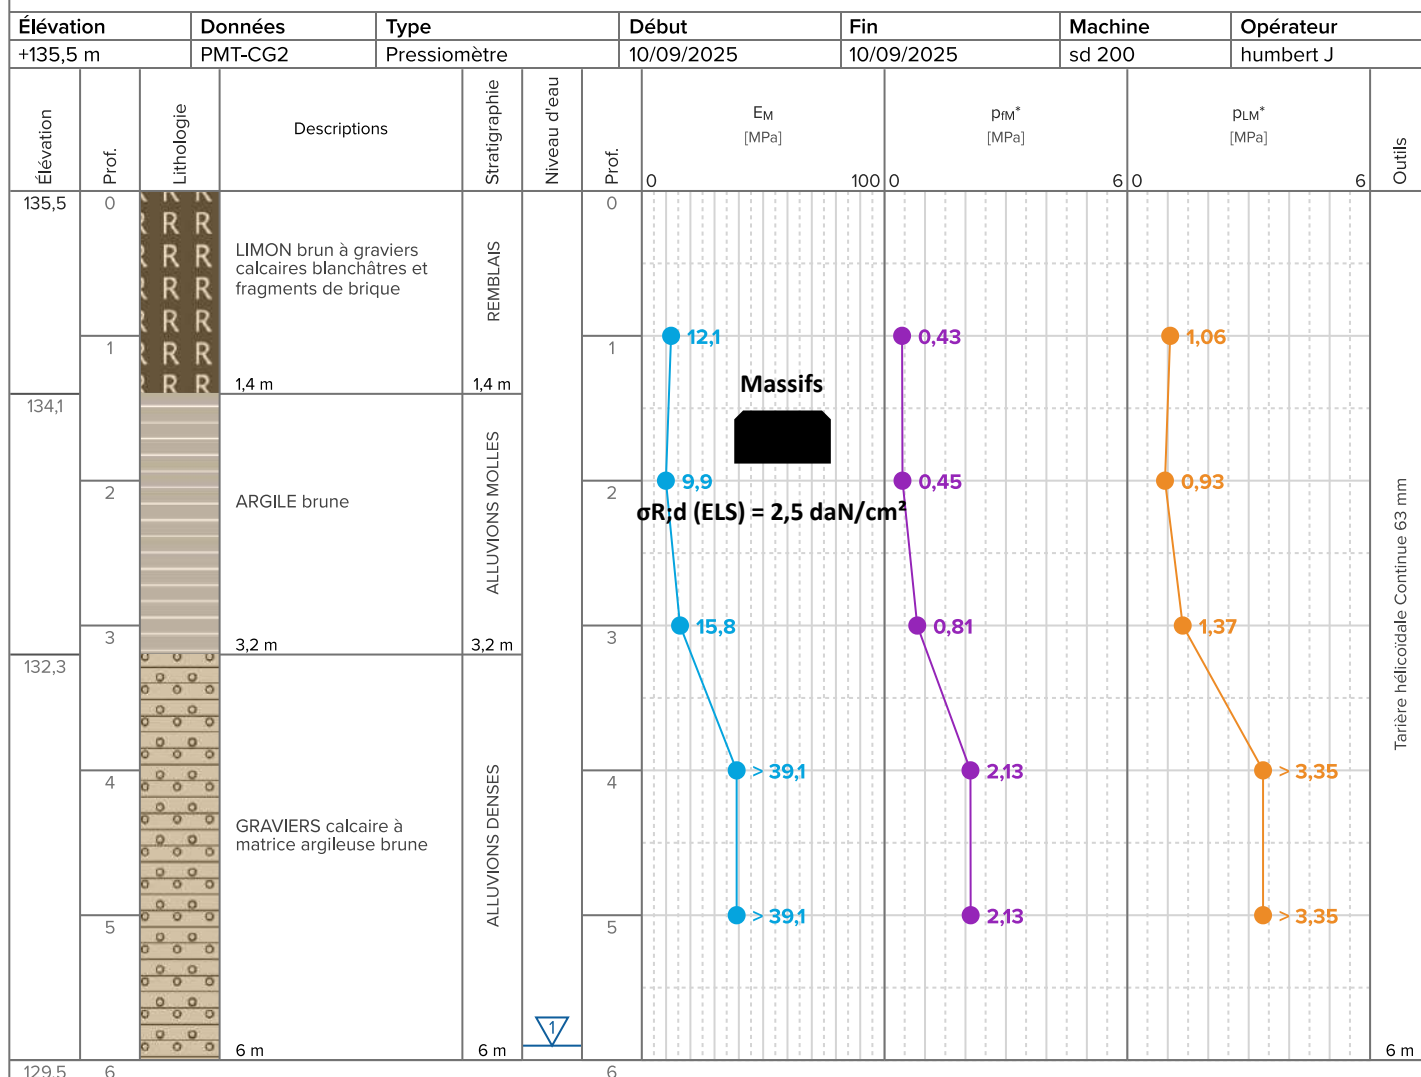 Élévation Données Type Début Fin Machine Opérateur
+135,5 m PMT-CG2 Pressiomètre 10/09/2025 10/09/2025 sd 200 humbert J
Élévation Prof. Lithologie Descriptions Stratigraphie Niveau d'eau Prof. EM [MPa] pfM* [MPa] pLM* [MPa] Outils
0 100 0 6 0 6
135,5 0 0
R R R
R R R
LIMON brun à graviers
calcaires blanchâtres et
fragments de brique
REMBLAIS
R R R
R R R
R R R
R R R
R R R
12,1 0,43 1,06
1 1
1,4 m 1,4 m
Massifs
134,1
ALLUVIONS MOLLES
9,9 0,45 0,93
2 2
ARGILE brune
σR;d (ELS) = 2,5 daN/cm²
Tarière hélicoïdale Continue 63 mm
15,8 0,81 1,37
3 3
3,2 m 3,2 m
132,3
> 39,1 2,13 > 3,35
4 4
GRAVIERS calcaire à
matrice argileuse brune
ALLUVIONS DENSES
> 39,1 2,13 > 3,35
5 5
1
6 m 6 m 6 m
129,5 6 6